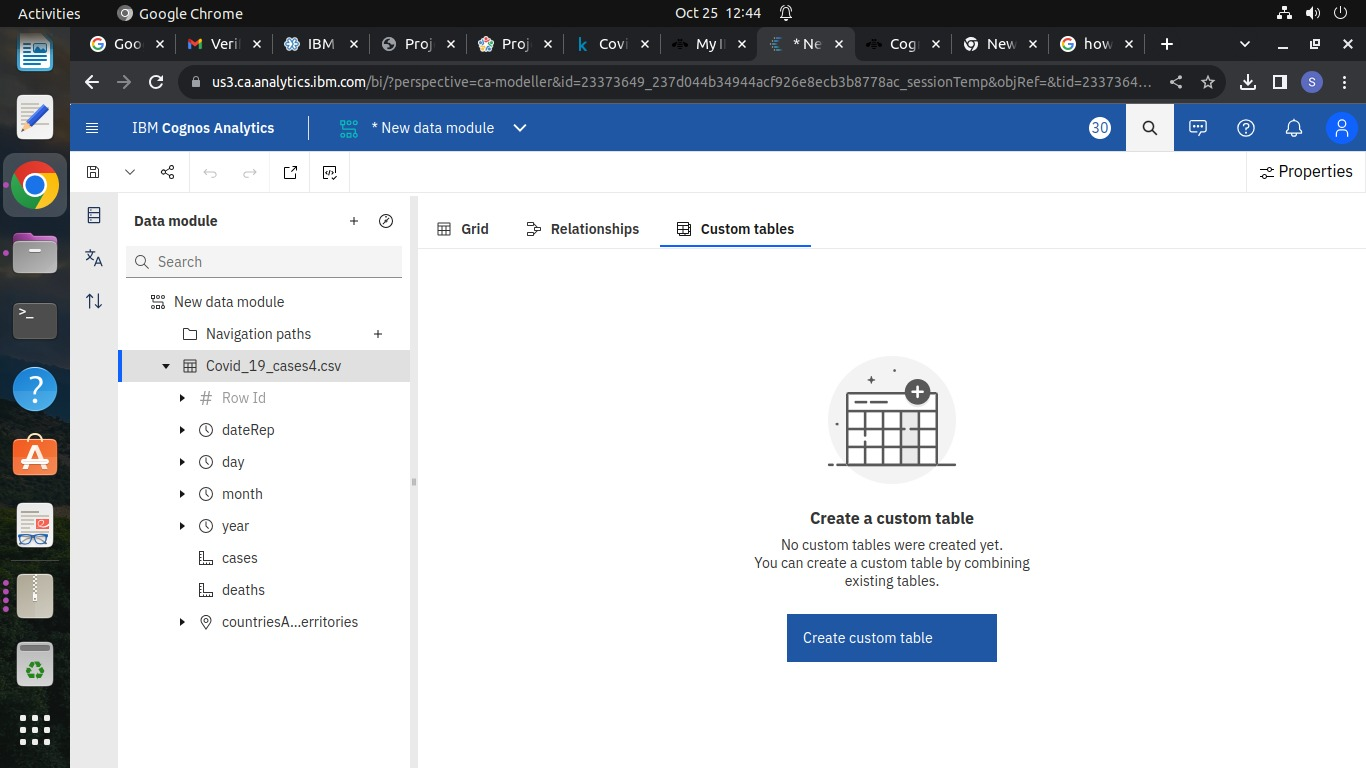 Activities
Google Chrome
Oct 25 12:44
Goo
Veri
IBM
Proj
Proj
Covi
My I
* Ne
Cog
New
how
us3.ca.analytics.ibm.com/bi/?perspective=ca-modeller&id=23373649_237d044b34944acf926e8ecb3b8778ac_sessionTemp&objRef=&tid=2337364...
S
IBM Cognos Analytics
* New data module
30
Properties
Data module
Search
New data module
Navigation paths
Covid_19_cases4.csv
Row Id
dateRep
day
month
year
cases
deaths
countriesA...erritories
Grid
Relationships
Custom tables
Create a custom table
No custom tables were created yet.
You can create a custom table by combining
existing tables.
Create custom table